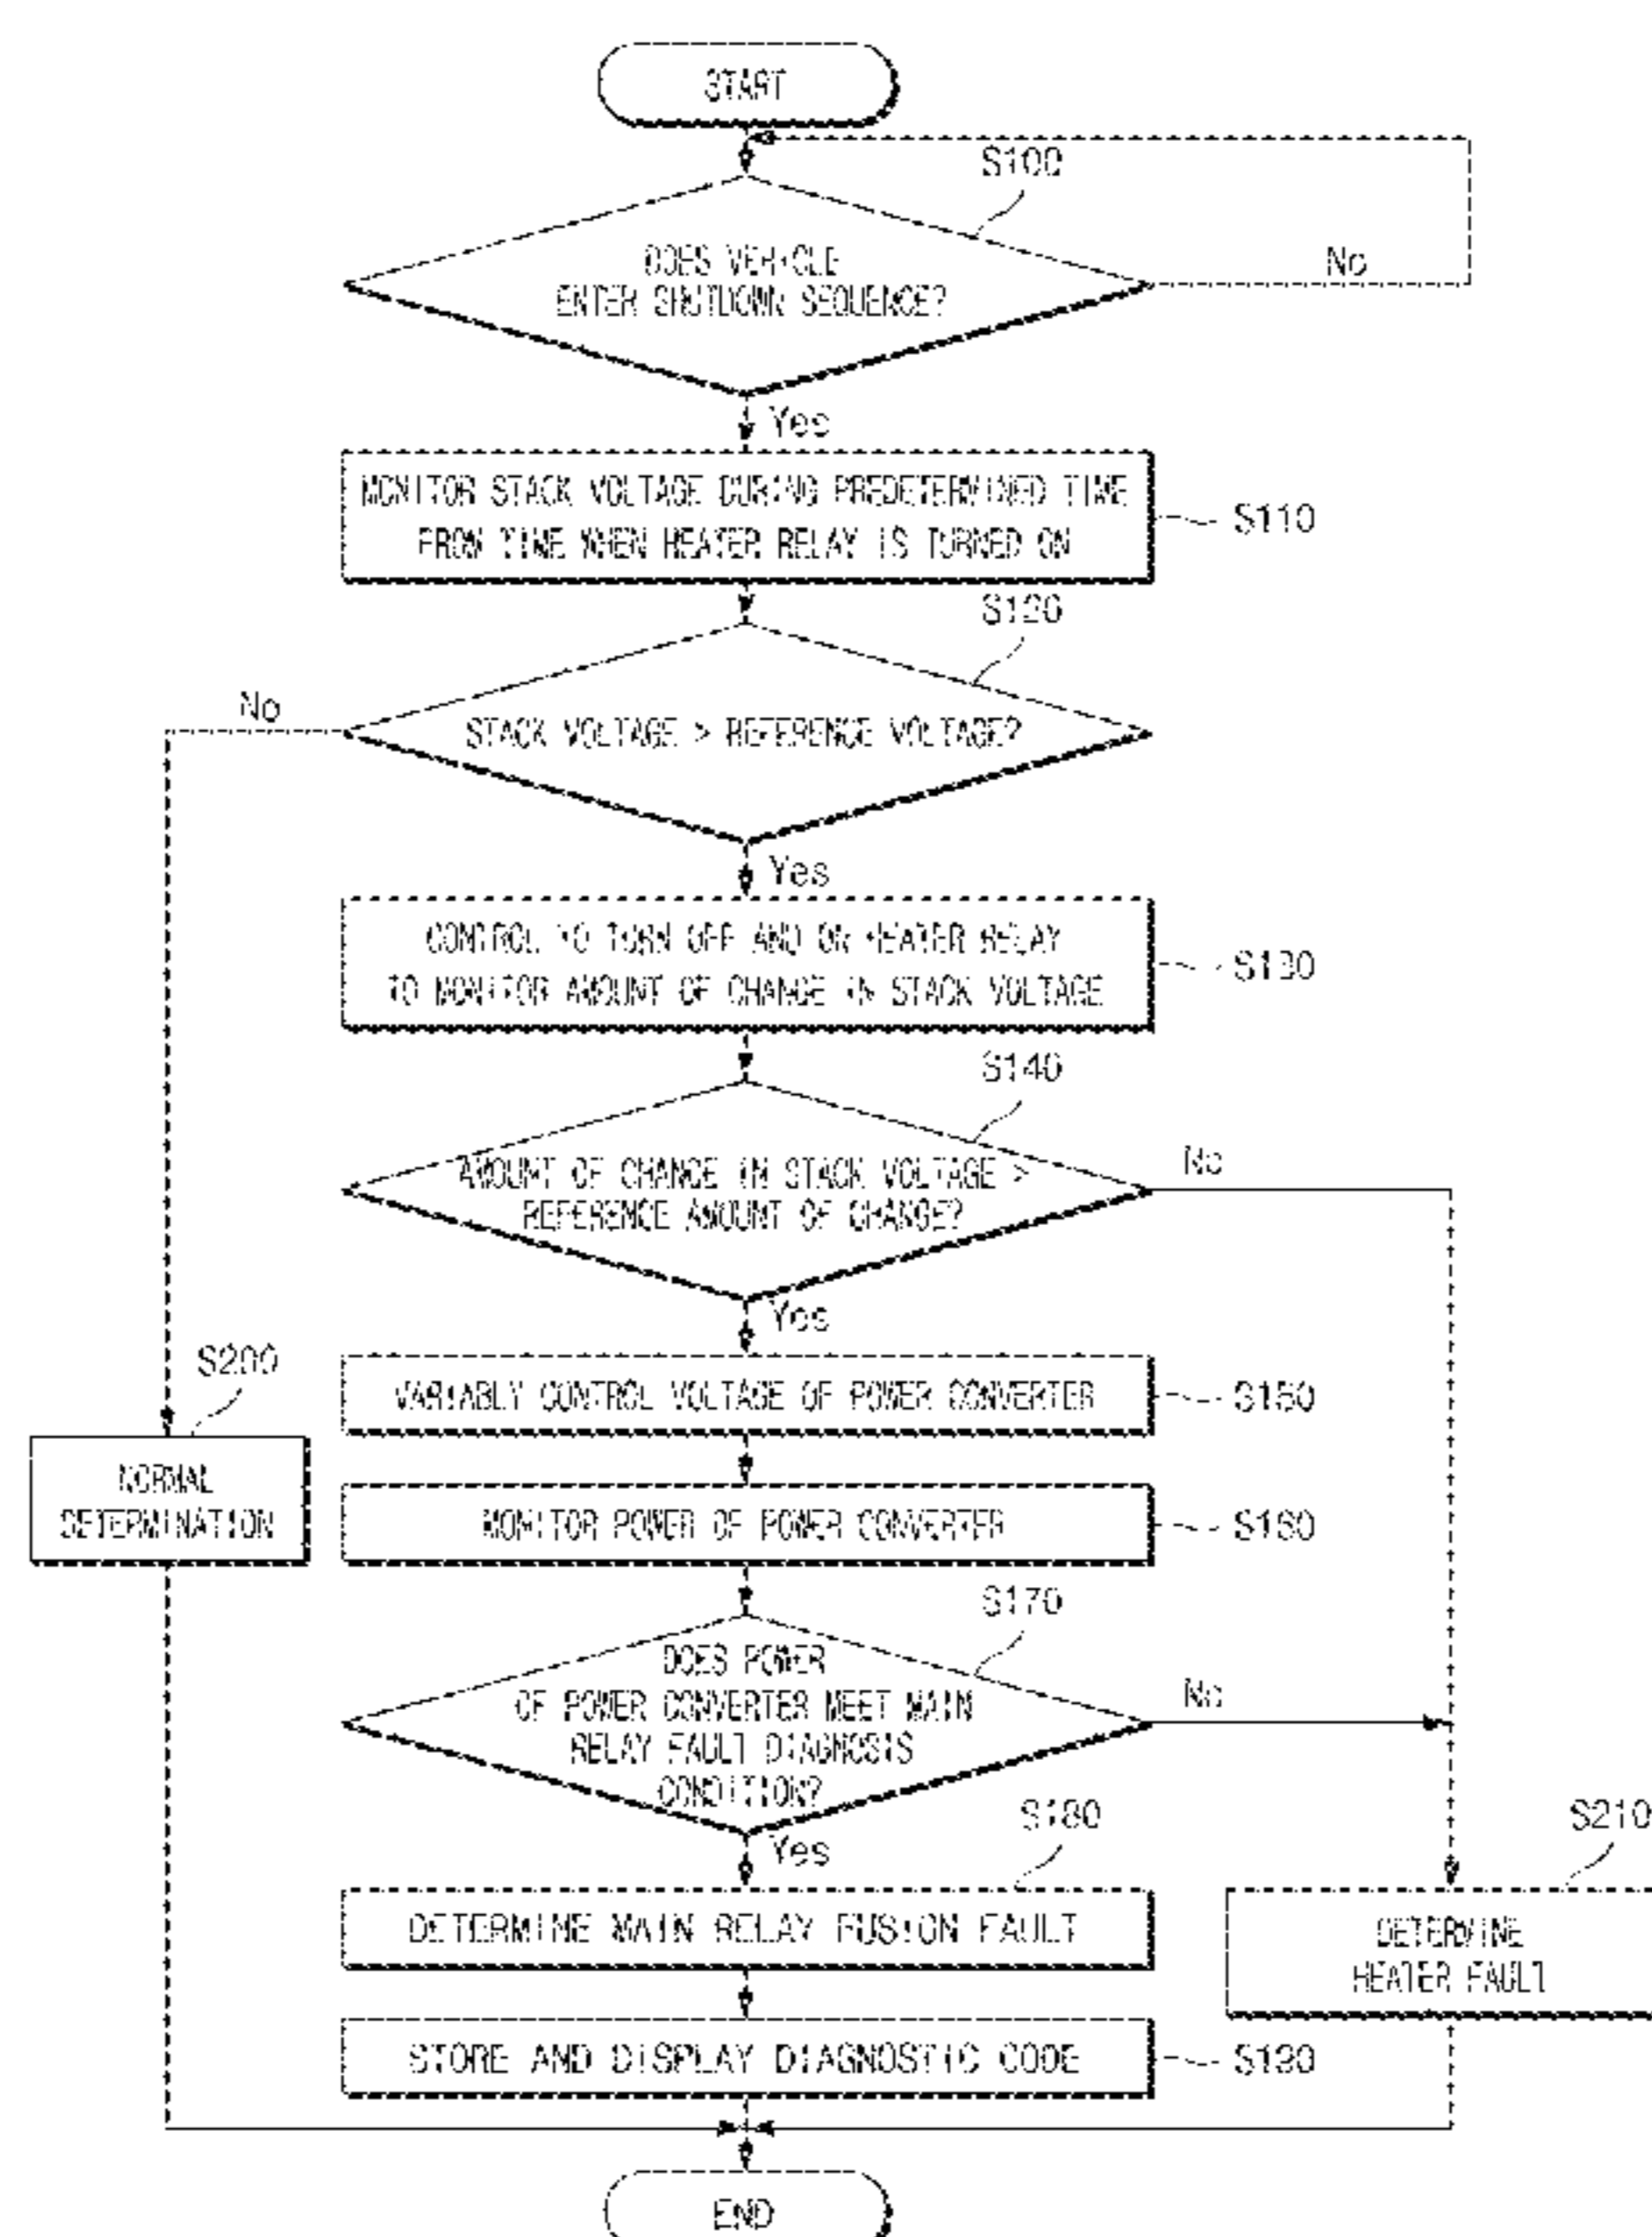 START
S100
DOES VEHICLE
ENTER SHUTDOWN SEQUENCE?
No
Yes
MONITOR STACK VOLTAGE DURING PREDETERMINED TIME
FROM TIME WHEN HEATER RELAY IS TURNED ON
S110
S120
No
STACK VOLTAGE > REFERENCE VOLTAGE?
Yes
CONTROL TO TURN OFF AND ON HEATER RELAY
TO MONITOR AMOUNT OF CHANGE IN STACK VOLTAGE
S130
S140
AMOUNT OF CHANGE IN STACK VOLTAGE >
REFERENCE AMOUNT OF CHANGE?
No
Yes
S200
VARIABLY CONTROL VOLTAGE OF POWER CONVERTER
S150
NORMAL
DETERMINATION
MONITOR POWER OF POWER CONVERTER
S160
S170
DOES POWER
OF POWER CONVERTER MEET MAIN
RELAY FAULT DIAGNOSIS
CONDITION?
No
Yes
S180
S210
DETERMINE MAIN RELAY FUSION FAULT
DETERMINE
HEATER FAULT
STORE AND DISPLAY DIAGNOSTIC CODE
S190
END